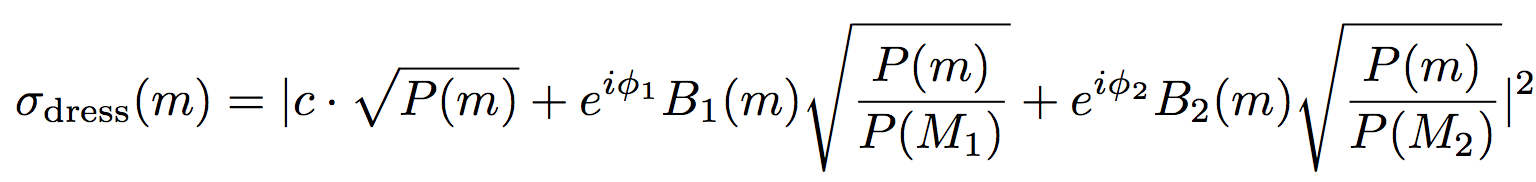 σ_dress(m) = |c · √P(m) + e^{iϕ_1} B_1(m) √(P(m)/P(M_1)) + e^{iϕ_2} B_2(m) √(P(m)/P(M_2))|^2